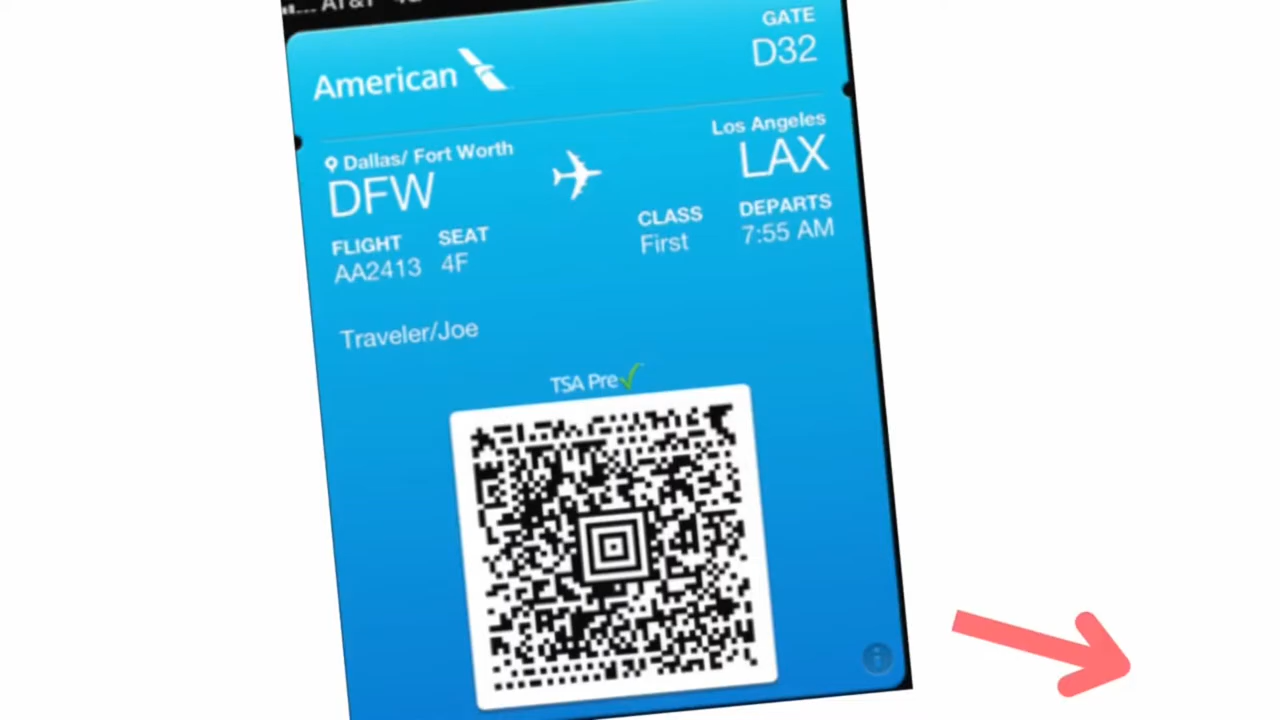 GATE
D32
American
Dallas/ Fort Worth
DFW
Los Angeles
LAX
FLIGHT
AA2413
SEAT
4F
CLASS
First
DEPARTS
7:55 AM
Traveler/Joe
TSA Pre